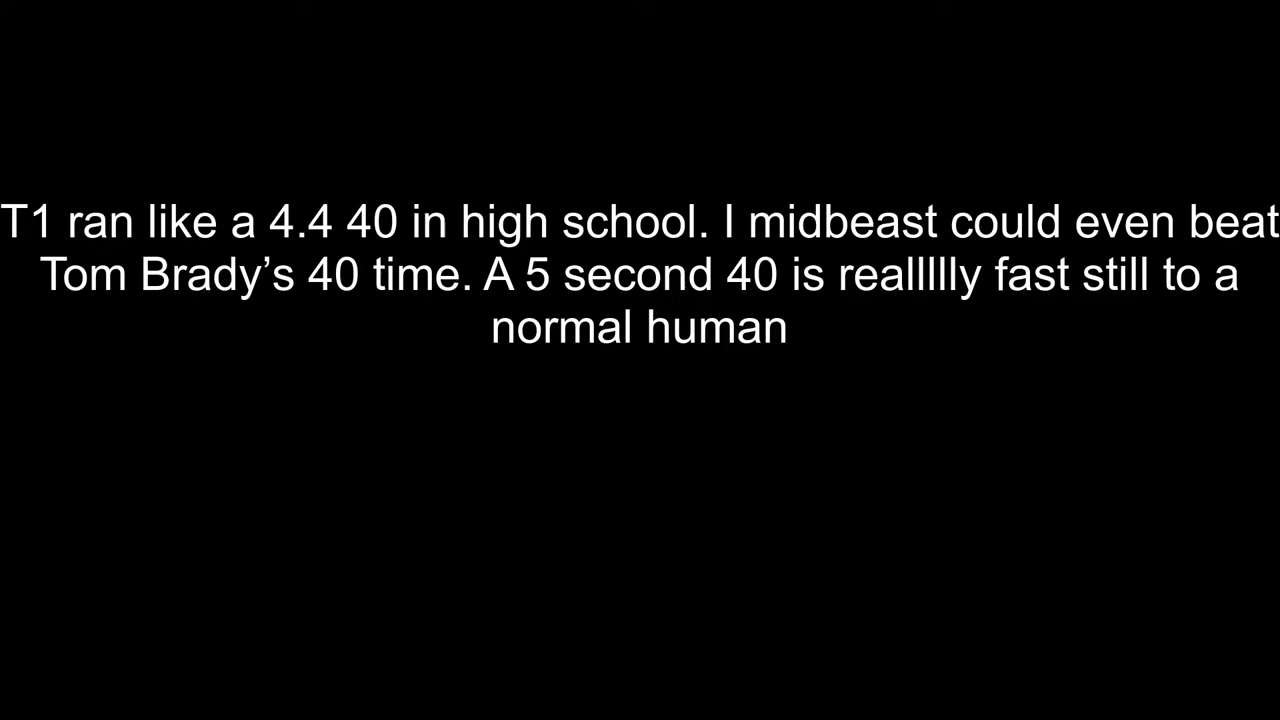 T1 ran like a 4.4 40 in high school. I midbeast could even beat
Tom Brady’s 40 time. A 5 second 40 is reallllly fast still to a
normal human